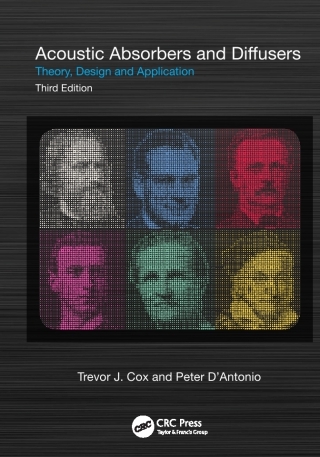 Acoustic Absorbers and Diffusers
Theory, Design and Application
Third Edition
Trevor J. Cox and Peter D'Antonio
CRC Press
Taylor & Francis Group